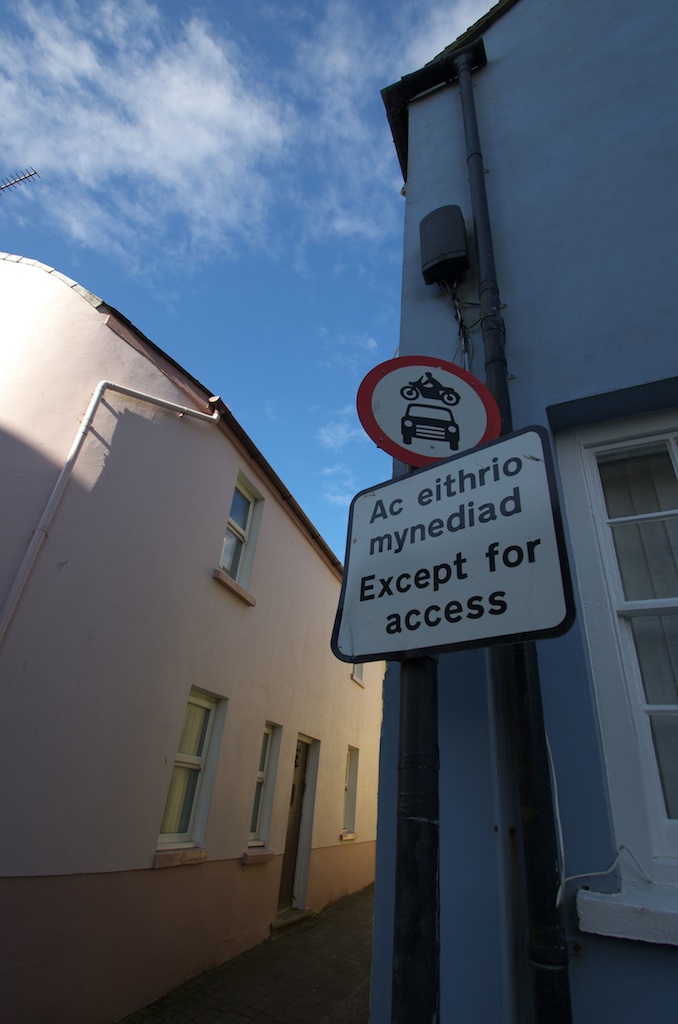 Ac eithrio
mynediad
Except for
access